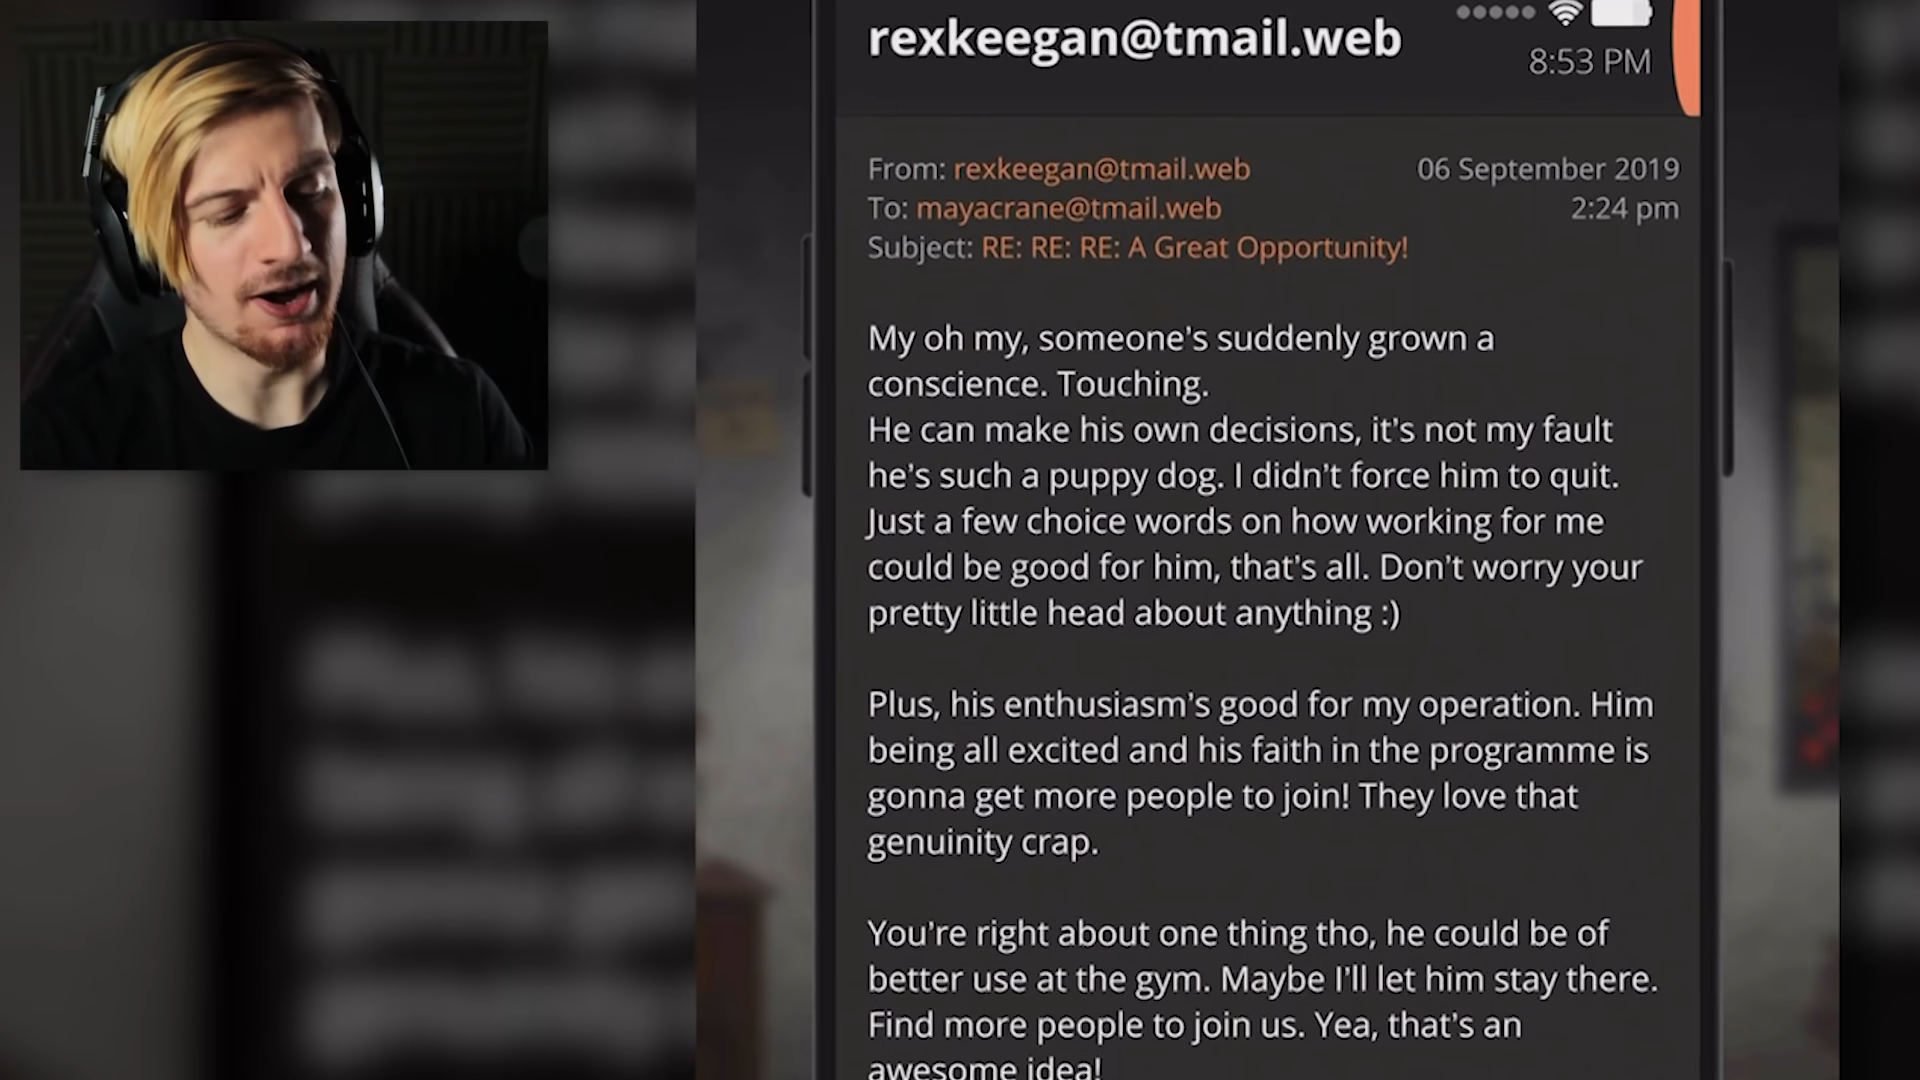 rexkeegan@tmail.web
8:53 PM
From: rexkeegan@tmail.web
06 September 2019
To: mayacrane@tmail.web
2:24 pm
Subject: RE: RE: RE: A Great Opportunity!
My oh my, someone's suddenly grown a
conscience. Touching.
He can make his own decisions, it's not my fault
he's such a puppy dog. I didn't force him to quit.
Just a few choice words on how working for me
could be good for him, that's all. Don't worry your
pretty little head about anything :)
Plus, his enthusiasm's good for my operation. Him
being all excited and his faith in the programme is
gonna get more people to join! They love that
genuinity crap.
You're right about one thing tho, he could be of
better use at the gym. Maybe I'll let him stay there.
Find more people to join us. Yea, that's an
awesome idea!